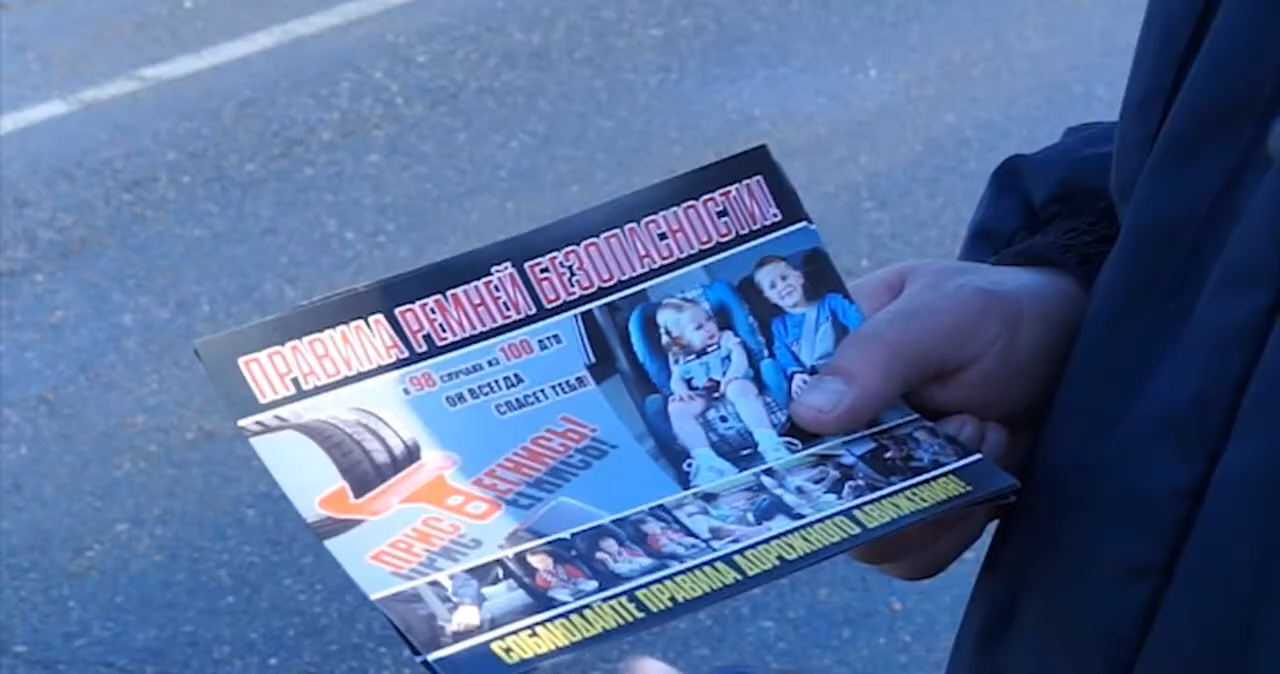 ПРАВИЛА РЕМНЕЙ БЕЗОПАСНОСТИ!
в 98 случаях из 100 ДТП
ОН ВСЕГДА
СПАСЕТ ТЕБЯ!
ПРИСТЕГНИСЬ!
СОБЛЮДАЙТЕ ПРАВИЛА ДОРОЖНОГО ДВИЖЕНИЯ!